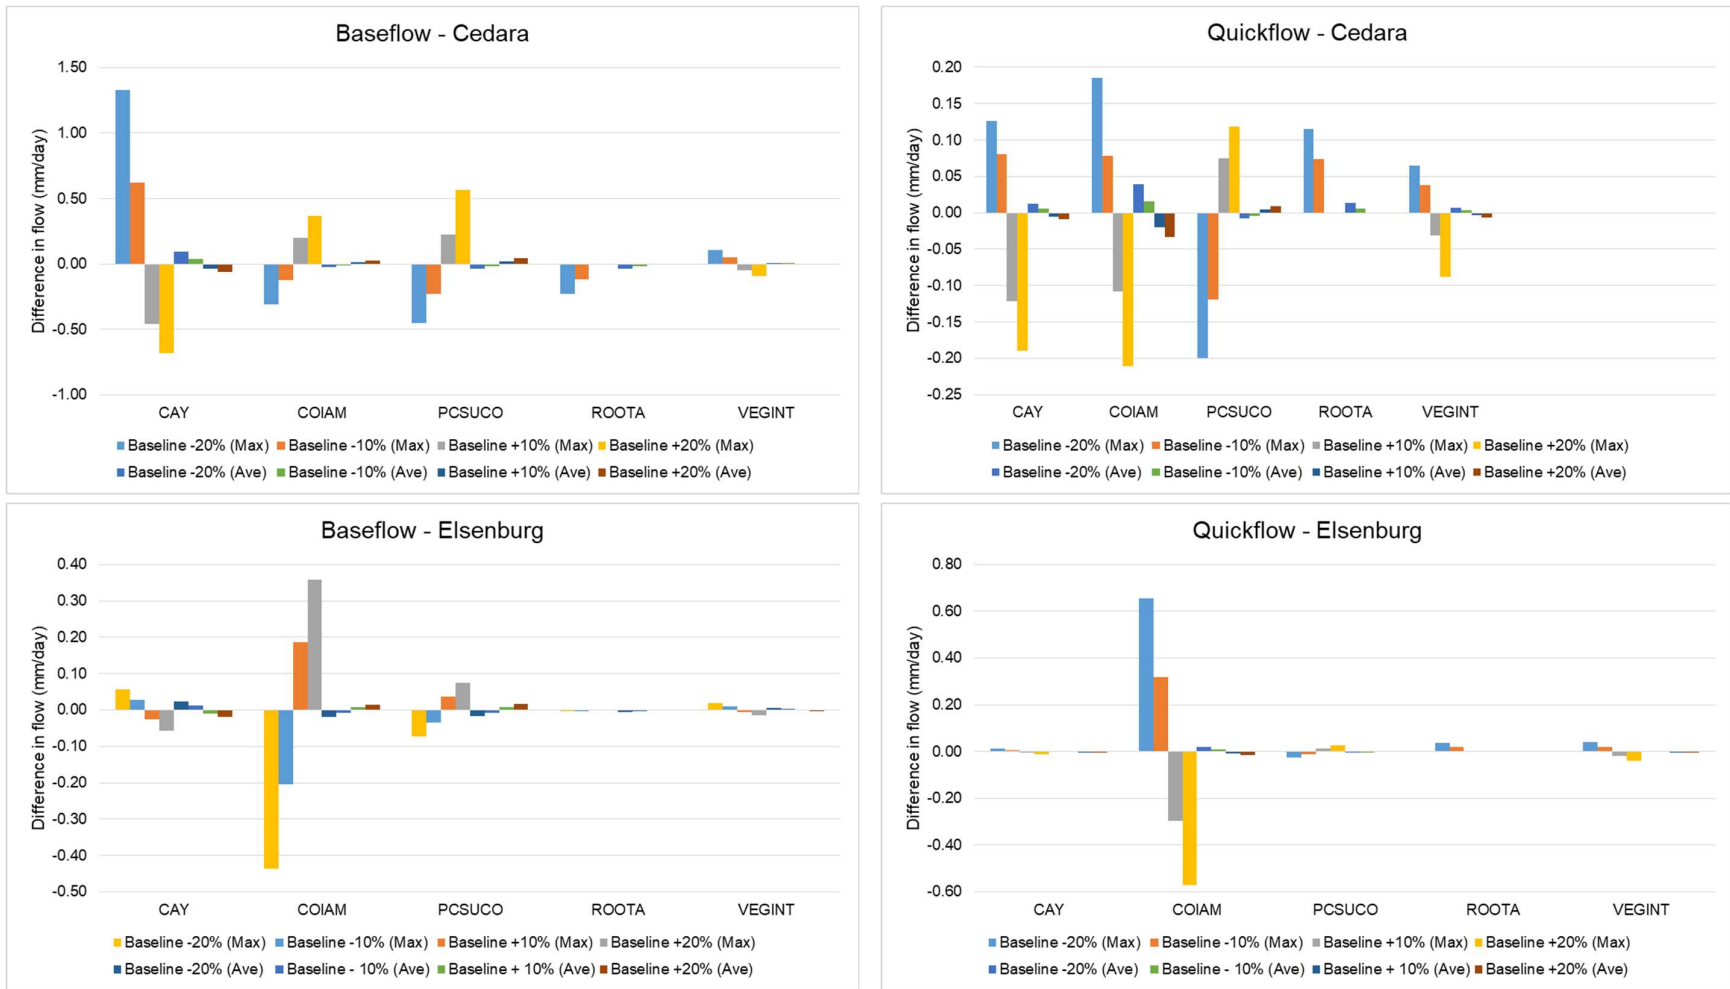 Baseflow - Cedara
Difference in flow (mm/day)
1.50
1.00
0.50
0.00
-0.50
-1.00
CAY COIAM PCSUCO ROOTA VEGINT
Baseline -20% (Max) Baseline -10% (Max) Baseline +10% (Max) Baseline +20% (Max)
Baseline -20% (Ave) Baseline -10% (Ave) Baseline +10% (Ave) Baseline +20% (Ave)
Quickflow - Cedara
Difference in flow (mm/day)
0.20
0.15
0.10
0.05
0.00
-0.05
-0.10
-0.15
-0.20
-0.25
CAY COIAM PCSUCO ROOTA VEGINT
Baseline -20% (Max) Baseline -10% (Max) Baseline +10% (Max) Baseline +20% (Max)
Baseline -20% (Ave) Baseline -10% (Ave) Baseline +10% (Ave) Baseline +20% (Ave)
Baseflow - Elsenburg
Difference in flow (mm/day)
0.40
0.30
0.20
0.10
0.00
-0.10
-0.20
-0.30
-0.40
-0.50
CAY COIAM PCSUCO ROOTA VEGINT
Baseline -20% (Max) Baseline -10% (Max) Baseline +10% (Max) Baseline +20% (Max)
Baseline -20% (Ave) Baseline - 10% (Ave) Baseline + 10% (Ave) Baseline +20% (Ave)
Quickflow - Elsenburg
Difference in flow (mm/day)
0.80
0.60
0.40
0.20
0.00
-0.20
-0.40
-0.60
CAY COIAM PCSUCO ROOTA VEGINT
Baseline -20% (Max) Baseline -10% (Max) Baseline +10% (Max) Baseline +20% (Max)
Baseline -20% (Ave) Baseline - 10% (Ave) Baseline + 10% (Ave) Baseline +20% (Ave)